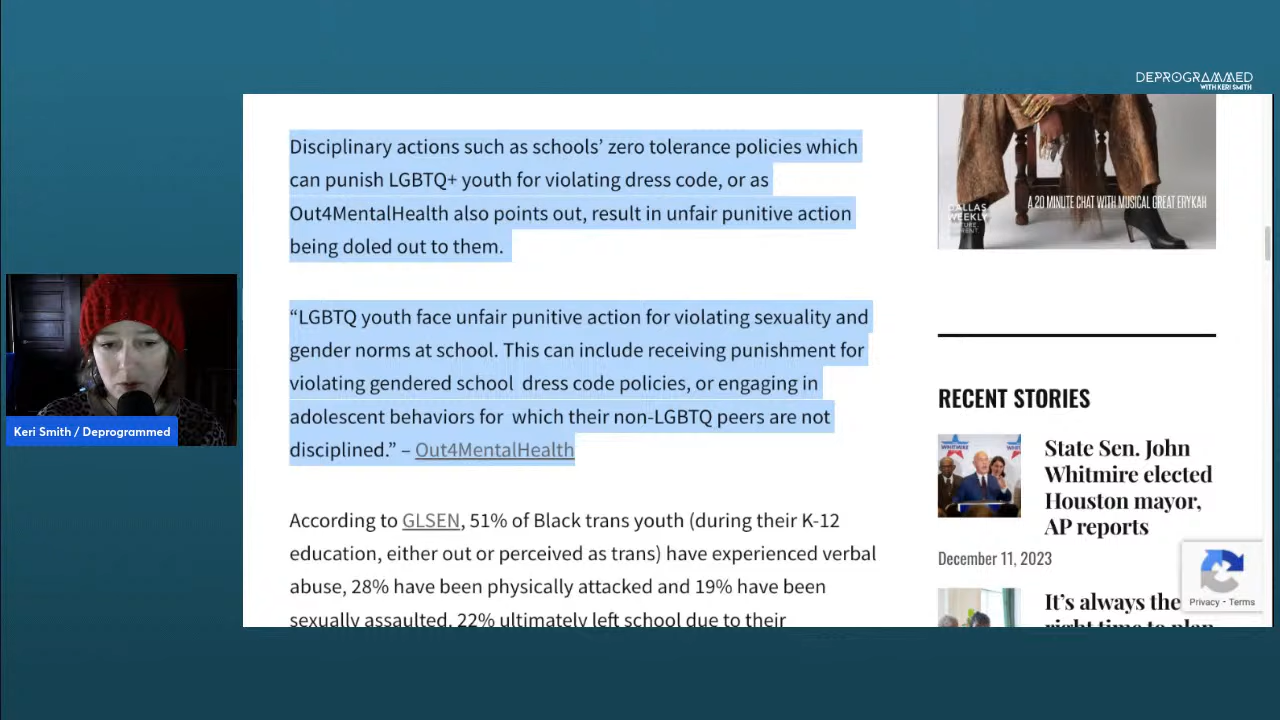 DEPROGRAMMED
WITH KERI SMITH
Disciplinary actions such as schools’ zero tolerance policies which
can punish LGBTQ+ youth for violating dress code, or as
Out4MentalHealth also points out, result in unfair punitive action
being doled out to them.
“LGBTQ youth face unfair punitive action for violating sexuality and
gender norms at school. This can include receiving punishment for
violating gendered school  dress code policies, or engaging in
adolescent behaviors for  which their non-LGBTQ peers are not
disciplined.” – Out4MentalHealth
According to GLSEN, 51% of Black trans youth (during their K-12
education, either out or perceived as trans) have experienced verbal
abuse, 28% have been physically attacked and 19% have been
sexually assaulted. 22% ultimately left school due to their
DALLAS
WEEKLY
A 20 MINUTE CHAT WITH MUSICAL GREAT ERYKAH
RECENT STORIES
WHITMIRE
State Sen. John
Whitmire elected
Houston mayor,
AP reports
December 11, 2023
It’s always the
right time to plan
Privacy - Terms
Keri Smith / Deprogrammed